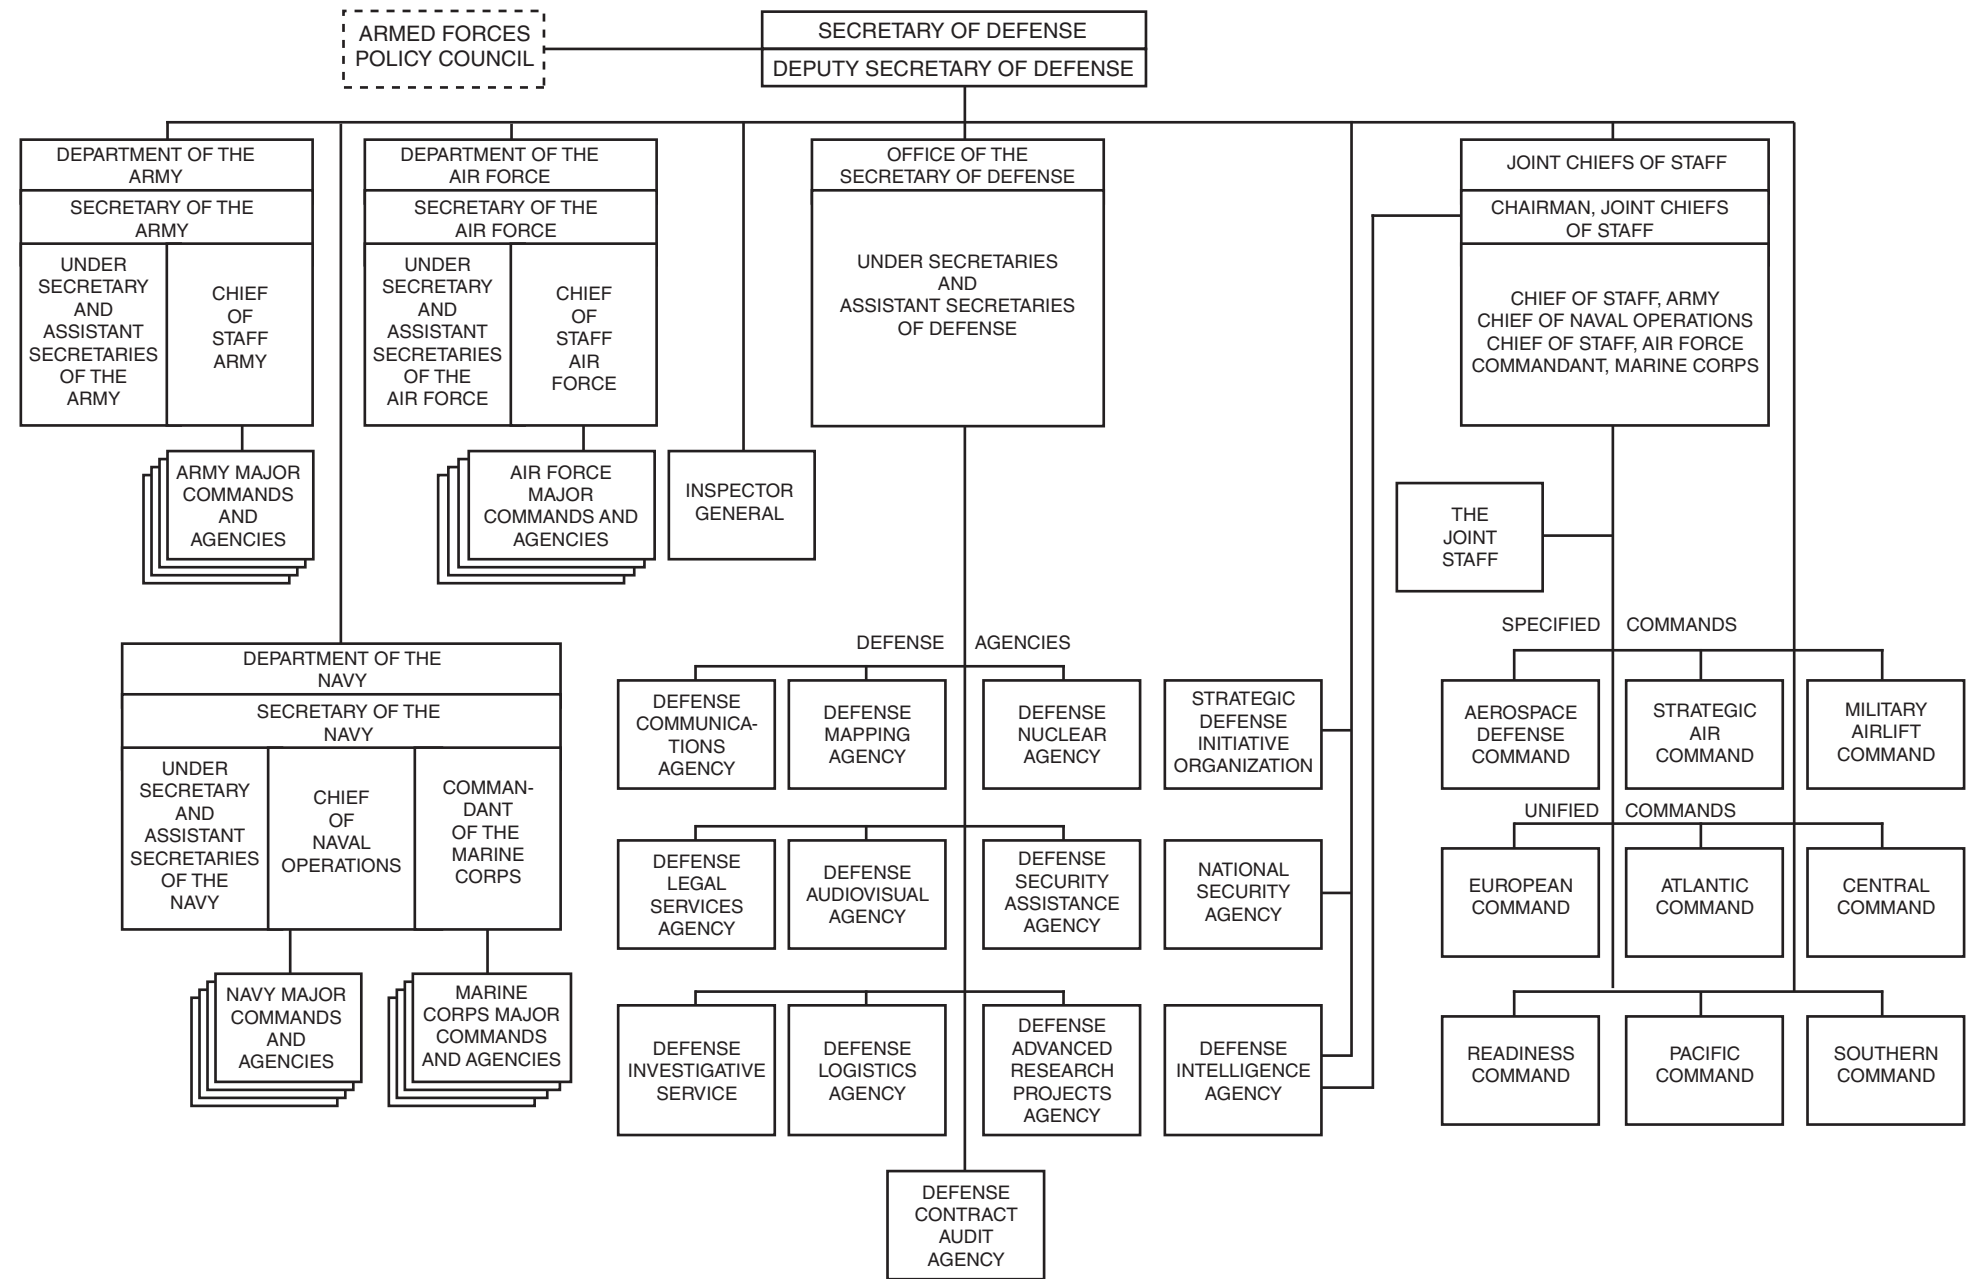 ARMED FORCES
POLICY COUNCIL
SECRETARY OF DEFENSE
DEPUTY SECRETARY OF DEFENSE
DEPARTMENT OF THE
ARMY
SECRETARY OF THE
ARMY
UNDER
SECRETARY
AND
ASSISTANT
SECRETARIES
OF THE
ARMY
CHIEF
OF
STAFF
ARMY
ARMY MAJOR
COMMANDS
AND
AGENCIES
DEPARTMENT OF THE
AIR FORCE
SECRETARY OF THE
AIR FORCE
UNDER
SECRETARY
AND
ASSISTANT
SECRETARIES
OF THE
AIR FORCE
CHIEF
OF
STAFF
AIR
FORCE
AIR FORCE
MAJOR
COMMANDS AND
AGENCIES
INSPECTOR
GENERAL
OFFICE OF THE
SECRETARY OF DEFENSE
UNDER SECRETARIES
AND
ASSISTANT SECRETARIES
OF DEFENSE
JOINT CHIEFS OF STAFF
CHAIRMAN, JOINT CHIEFS
OF STAFF
CHIEF OF STAFF, ARMY
CHIEF OF NAVAL OPERATIONS
CHIEF OF STAFF, AIR FORCE
COMMANDANT, MARINE CORPS
THE
JOINT
STAFF
DEPARTMENT OF THE
NAVY
SECRETARY OF THE
NAVY
UNDER
SECRETARY
AND
ASSISTANT
SECRETARIES
OF THE
NAVY
CHIEF
OF
NAVAL
OPERATIONS
COMMAN-
DANT
OF THE
MARINE
CORPS
NAVY MAJOR
COMMANDS
AND
AGENCIES
MARINE
CORPS MAJOR
COMMANDS
AND AGENCIES
DEFENSE AGENCIES
DEFENSE
COMMUNICA-
TIONS
AGENCY
DEFENSE
MAPPING
AGENCY
DEFENSE
NUCLEAR
AGENCY
STRATEGIC
DEFENSE
INITIATIVE
ORGANIZATION
DEFENSE
LEGAL
SERVICES
AGENCY
DEFENSE
AUDIOVISUAL
AGENCY
DEFENSE
SECURITY
ASSISTANCE
AGENCY
NATIONAL
SECURITY
AGENCY
DEFENSE
INVESTIGATIVE
SERVICE
DEFENSE
LOGISTICS
AGENCY
DEFENSE
ADVANCED
RESEARCH
PROJECTS
AGENCY
DEFENSE
INTELLIGENCE
AGENCY
DEFENSE
CONTRACT
AUDIT
AGENCY
SPECIFIED COMMANDS
AEROSPACE
DEFENSE
COMMAND
STRATEGIC
AIR
COMMAND
MILITARY
AIRLIFT
COMMAND
UNIFIED COMMANDS
EUROPEAN
COMMAND
ATLANTIC
COMMAND
CENTRAL
COMMAND
READINESS
COMMAND
PACIFIC
COMMAND
SOUTHERN
COMMAND